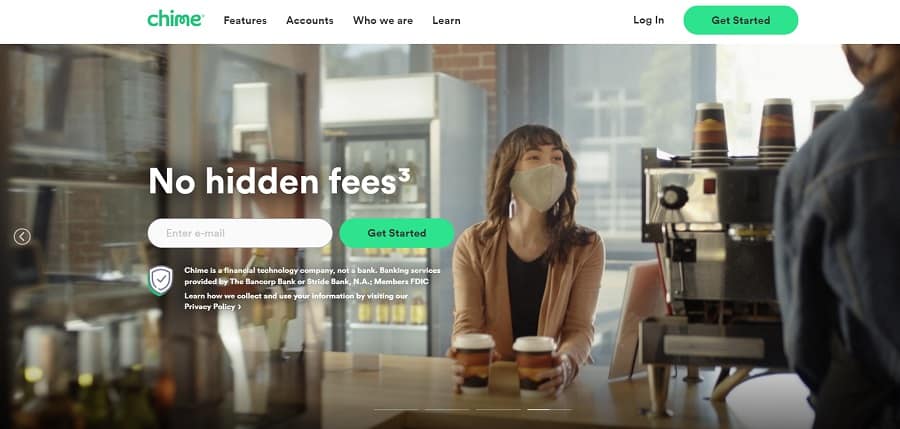 chime
Features
Accounts
Who we are
Learn
Log In
Get Started
No hidden fees³
Enter e-mail
Get Started
Chime is a financial technology company, not a bank. Banking services
provided by The Bancorp Bank or Stride Bank, N.A.; Members FDIC
Learn how we collect and use your information by visiting our
Privacy Policy ›